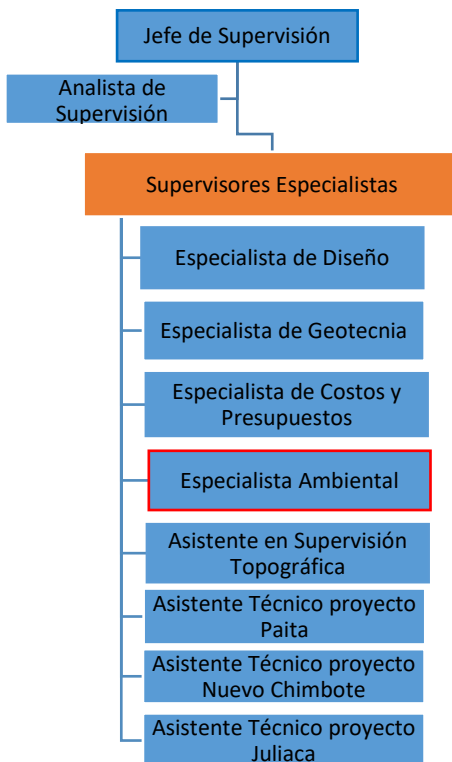 Jefe de Supervisión
Analista de
Supervisión
Supervisores Especialistas
Especialista de Diseño
Especialista de Geotecnia
Especialista de Costos y
Presupuestos
Especialista Ambiental
Asistente en Supervisión
Topográfica
Asistente Técnico proyecto
Paita
Asistente Técnico proyecto
Nuevo Chimbote
Asistente Técnico proyecto
Juliaca